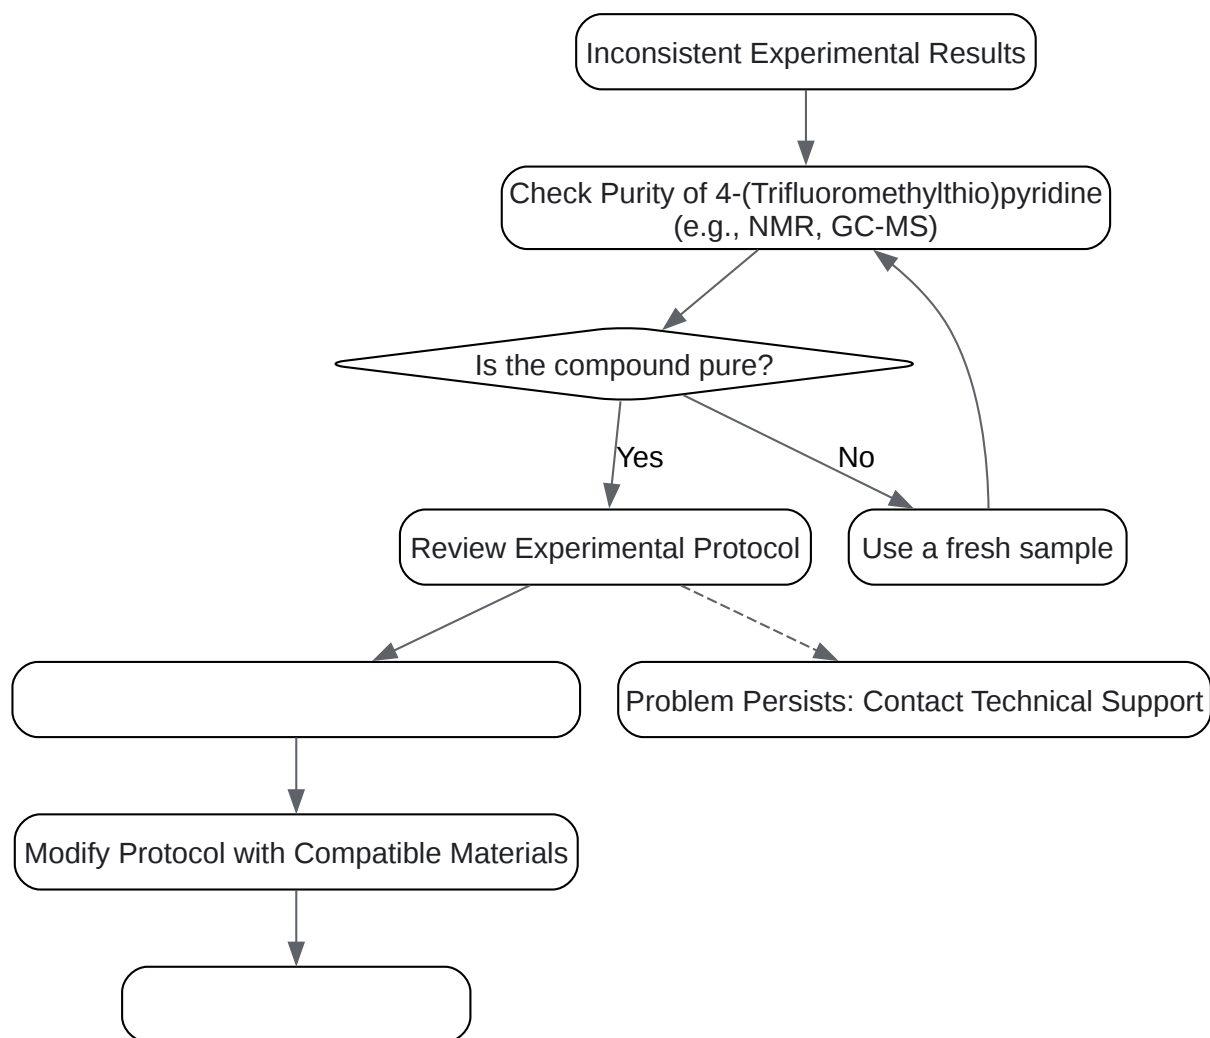 Inconsistent Experimental Results
Check Purity of 4-(Trifluoromethylthio)pyridine
(e.g., NMR, GC-MS)
Is the compound pure?
Yes
No
Review Experimental Protocol
Use a fresh sample
Problem Persists: Contact Technical Support
Modify Protocol with Compatible Materials